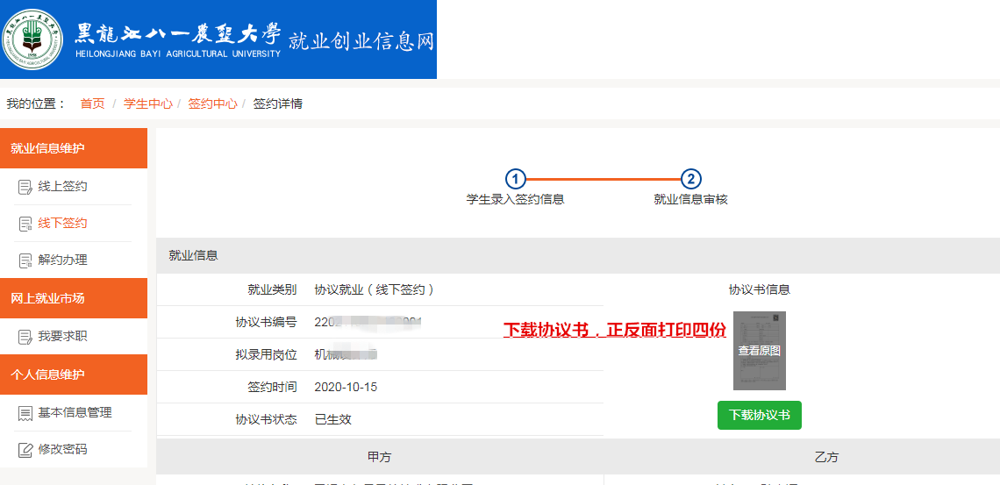 黑龍江八一農墾大學
就业创业信息网
HEILONGJIANG BAYI AGRICULTURAL UNIVERSITY
我的位置： 首页 / 学生中心 / 签约中心 / 签约详情
就业信息维护
线上签约
线下签约
解约办理
网上就业市场
我要求职
个人信息维护
基本信息管理
修改密码
1
2
学生录入签约信息
就业信息审核
就业信息
就业类别 协议就业（线下签约）
协议书编号 220
拟录用岗位 机械
签约时间 2020-10-15
协议书状态 已生效
协议书信息
下载协议书，正反面打印四份
查看原图
下载协议书
甲方
乙方